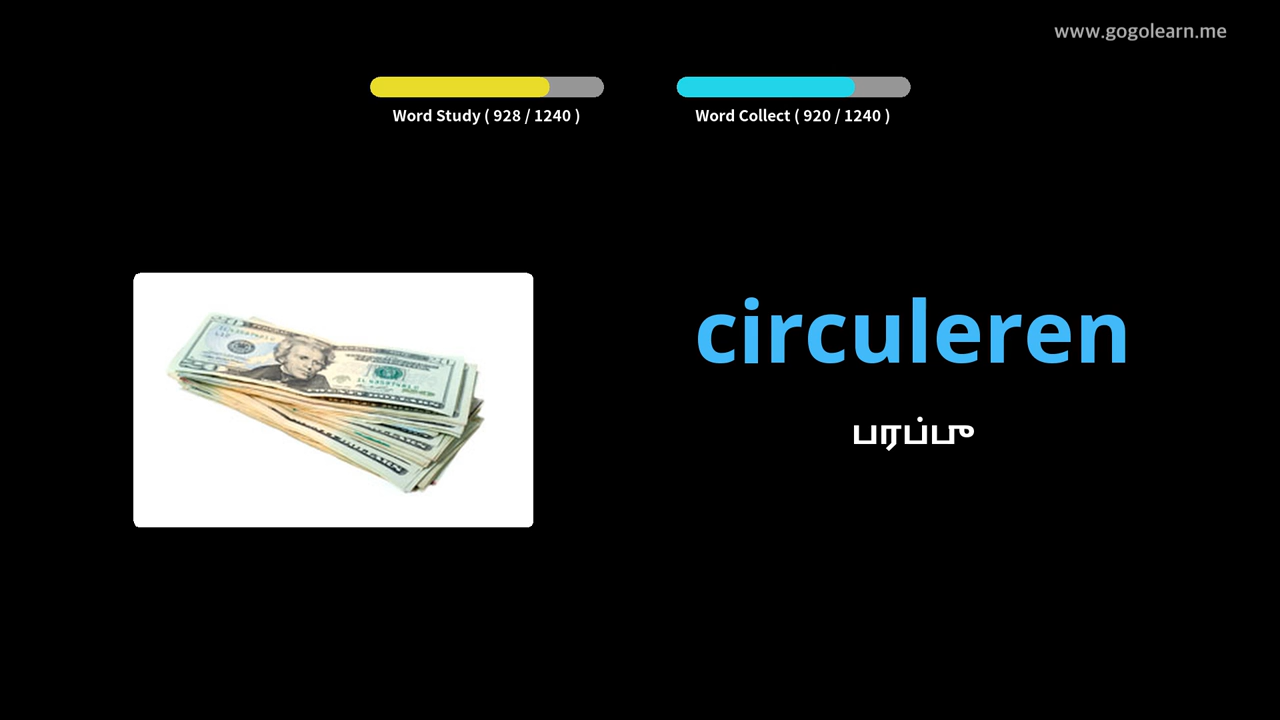 www.gogolearn.me
Word Study ( 928 / 1240 )
Word Collect ( 920 / 1240 )
circuleren
பரப்பு